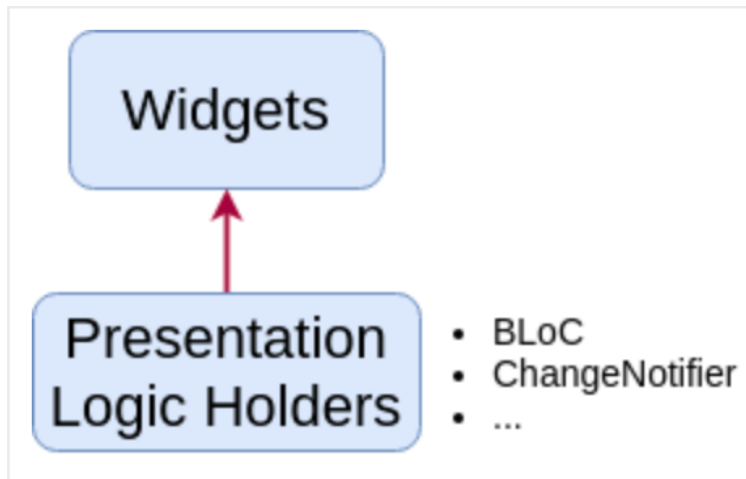 Widgets
Presentation
Logic Holders
• BLoC
• ChangeNotifier
• ...